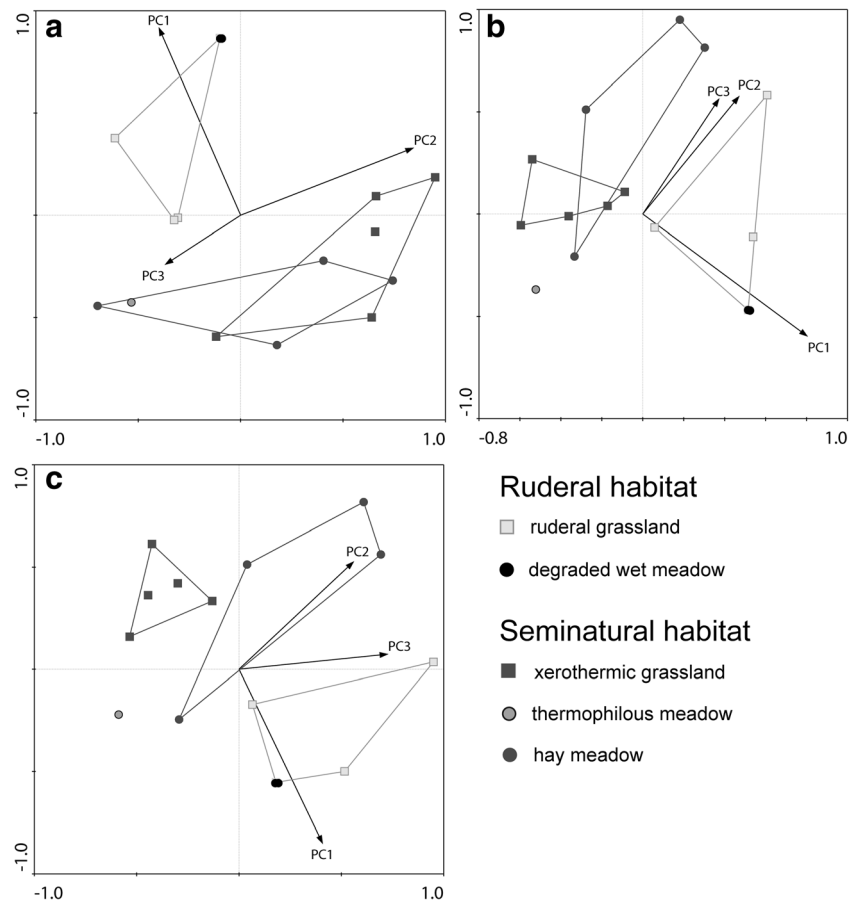 a
1.0
PC1
PC2
PC3
-1.0
-1.0
1.0
b
1.0
PC3
PC2
PC1
-1.0
-0.8
1.0
c
1.0
PC2
PC3
PC1
-1.0
-1.0
1.0
Ruderal habitat
ruderal grassland
degraded wet meadow
Seminatural habitat
xerothermic grassland
thermophilous meadow
hay meadow